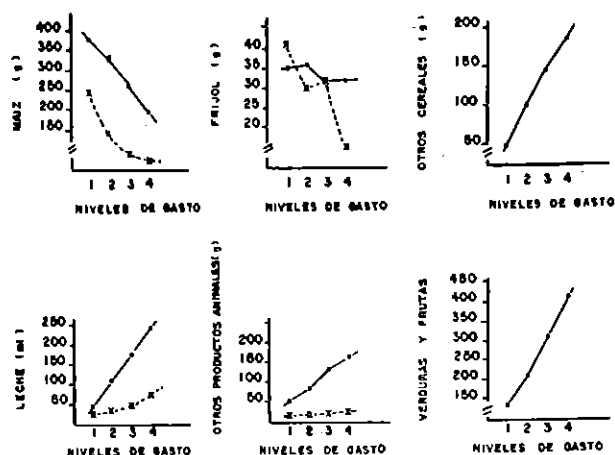 MAIZ (g)
400
350
300
250
200
150
1 2 3 4
NIVELES DE GASTO
FRIJOL (g)
40
35
30
25
20
1 2 3 4
NIVELES DE GASTO
OTROS CEREALES (g)
200
150
100
50
1 2 3 4
NIVELES DE GASTO
LECHE (ml)
250
200
150
100
50
1 2 3 4
NIVELES DE GASTO
OTROS PRODUCTOS ANIMALES (g)
200
150
100
50
1 2 3 4
NIVELES DE GASTO
VERDURAS Y FRUTAS
450
400
350
300
250
200
150
1 2 3 4
NIVELES DE GASTO